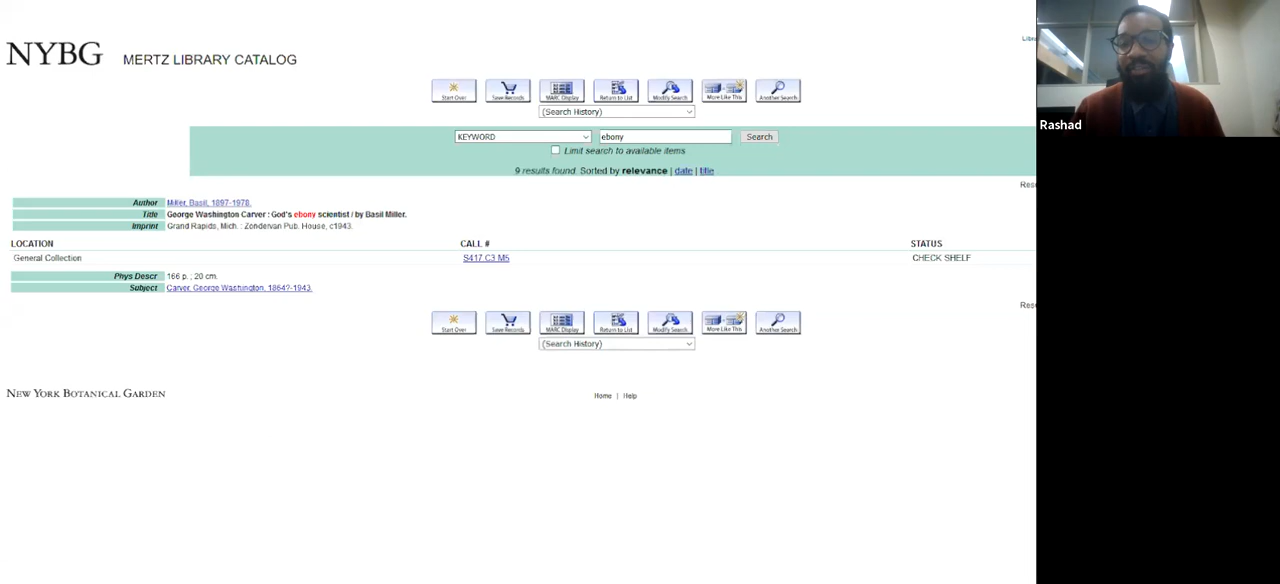 NYBG MERTZ LIBRARY CATALOG
Start Over Save Records MARC Display Return to List Modify Search More Like This Another Search
(Search History)
KEYWORD ebony Search
Limit search to available items
9 results found. Sorted by relevance | date | title
Author Miller, Basil, 1897-1978.
Title George Washington Carver : God's ebony scientist / by Basil Miller.
Imprint Grand Rapids, Mich. : Zondervan Pub. House, c1943.
LOCATION CALL # STATUS
General Collection S417.C3 M5 CHECK SHELF
Phys Descr 166 p. ; 20 cm.
Subject Carver, George Washington, 1864?-1943.
Start Over Save Records MARC Display Return to List Modify Search More Like This Another Search
(Search History)
NEW YORK BOTANICAL GARDEN
Home | Help
Rashad